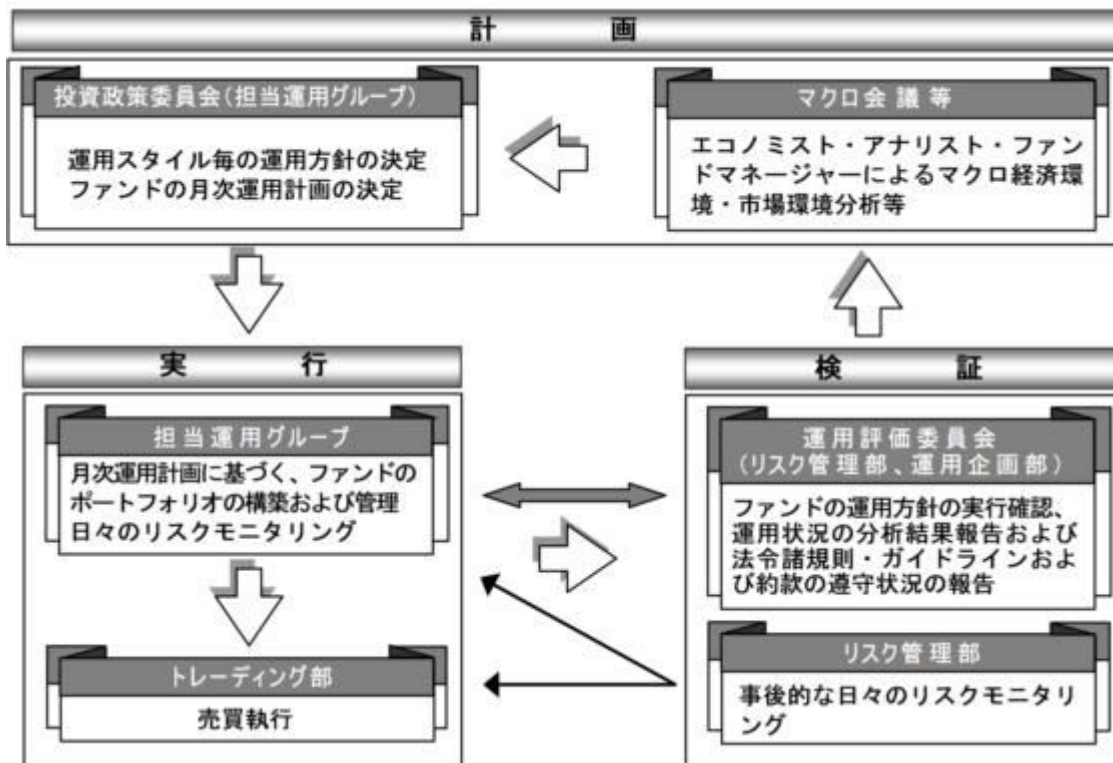 計 画
投資政策委員会(担当運用グループ)
運用スタイル毎の運用方針の決定
ファンドの月次運用計画の決定
マクロ会議等
エコノミスト・アナリスト・ファン
ドマネージャーによるマクロ経済環
境・市場環境分析等
実 行
担当運用グループ
月次運用計画に基づく、ファンドの
ポートフォリオの構築および管理
日々のリスクモニタリング
トレーディング部
売買執行
検 証
運用評価委員会
(リスク管理部、運用企画部)
ファンドの運用方針の実行確認、
運用状況の分析結果報告および
法令諸規則・ガイドラインおよ
び約款の遵守状況の報告
リスク管理部
事後的な日々のリスクモニタリ
ング